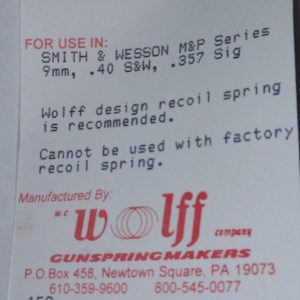 FOR USE IN:
SMITH & WESSON M&P Series
9mm, .40 S&W, .357 Sig
Wolff design recoil spring
is recommended.
Cannot be used with factory
recoil spring.
Manufactured By:
W.C.
Wolff
company
GUNSPRINGMAKERS
P.O.Box 458, Newtown Square, PA 19073
610-359-9600 800-545-0077